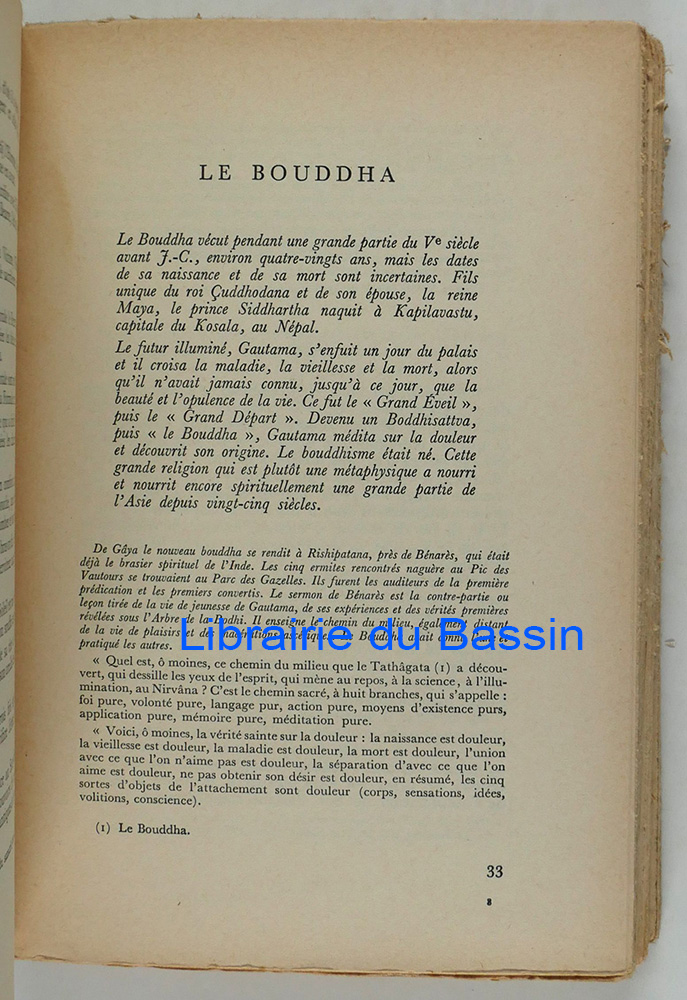 LE BOUDDHA
Le Bouddha vécut pendant une grande partie du Vᵉ siècle
avant J.-C., environ quatre-vingts ans, mais les dates
de sa naissance et de sa mort sont incertaines. Fils
unique du roi Çuddhodana et de son épouse, la reine
Maya, le prince Siddhartha naquit à Kapilavastu,
capitale du Kosala, au Népal.
Le futur illuminé, Gautama, s'enfuit un jour du palais
et il croisa la maladie, la vieillesse et la mort, alors
qu'il n'avait jamais connu, jusqu'à ce jour, que la
beauté et l'opulence de la vie. Ce fut le « Grand Éveil »,
puis le « Grand Départ ». Devenu un Boddhisattva,
puis « le Bouddha », Gautama médita sur la douleur
et découvrit son origine. Le bouddhisme était né. Cette
grande religion qui est plutôt une métaphysique a nourri
et nourrit encore spirituellement une grande partie de
l'Asie depuis vingt-cinq siècles.
De Gâya le nouveau bouddha se rendit à Rishipatana, près de Bénarès, qui était
déjà le brasier spirituel de l'Inde. Les cinq ermites rencontrés naguère au Pic des
Vautours se trouvaient au Parc des Gazelles. Ils furent les auditeurs de la première
prédication et les premiers convertis. Le sermon de Bénarès est la contre-partie ou
leçon tirée de la vie de jeunesse de Gautama, de ses expériences et des vérités premières
révélées sous l'Arbre de la Bodhi. Il enseigne le chemin du milieu, également distant
de la vie de plaisirs et des
pratiqué les autres.
Librairie du Bassin
« Quel est, ô moines, ce chemin du milieu que le Tathâgata (1) a décou-
vert, qui dessille les yeux de l'esprit, qui mène au repos, à la science, à l'illu-
mination, au Nirvâna ? C'est le chemin sacré, à huit branches, qui s'appelle :
foi pure, volonté pure, langage pur, action pure, moyens d'existence purs,
application pure, mémoire pure, méditation pure.
« Voici, ô moines, la vérité sainte sur la douleur : la naissance est douleur,
la vieillesse est douleur, la maladie est douleur, la mort est douleur, l'union
avec ce que l'on n'aime pas est douleur, la séparation d'avec ce que l'on
aime est douleur, ne pas obtenir son désir est douleur, en résumé, les cinq
sortes d'objets de l'attachement sont douleur (corps, sensations, idées,
volitions, conscience).
(1) Le Bouddha.
33
8